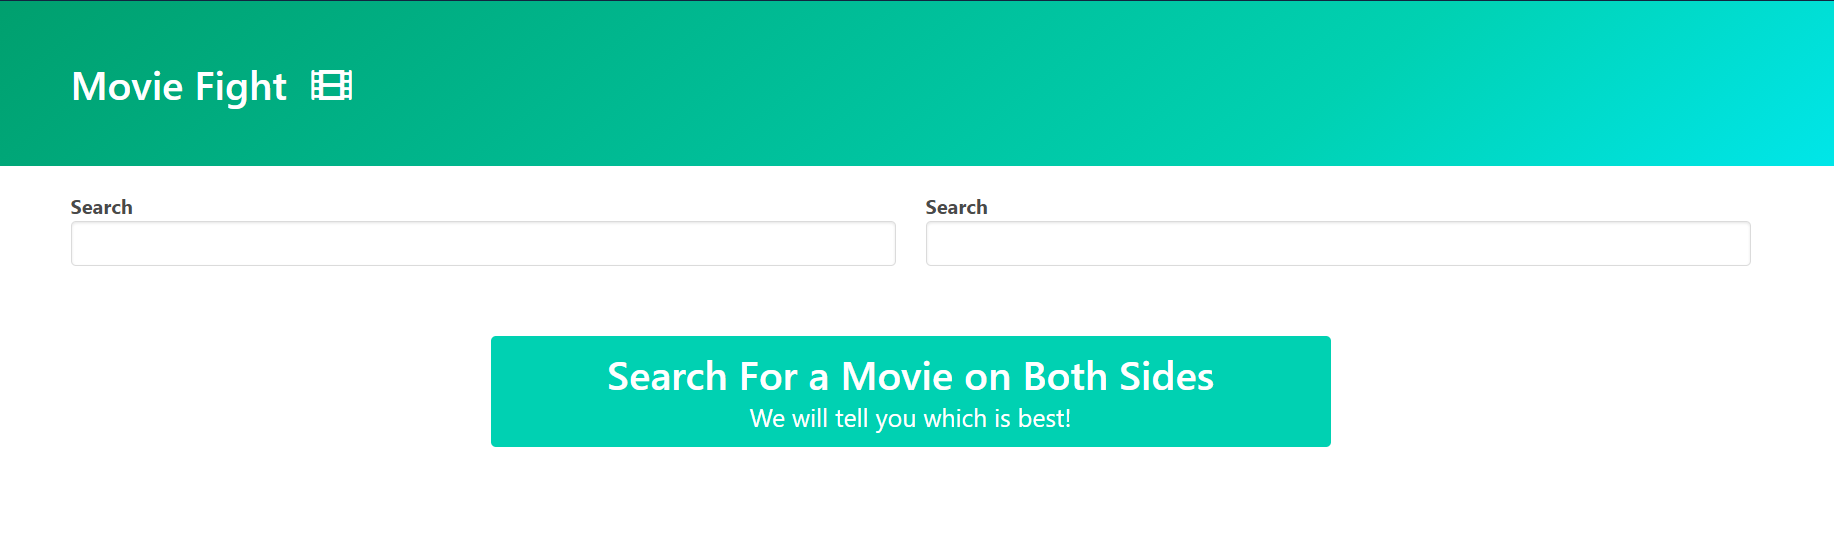 Movie Fight
Search
Search
Search For a Movie on Both Sides
We will tell you which is best!